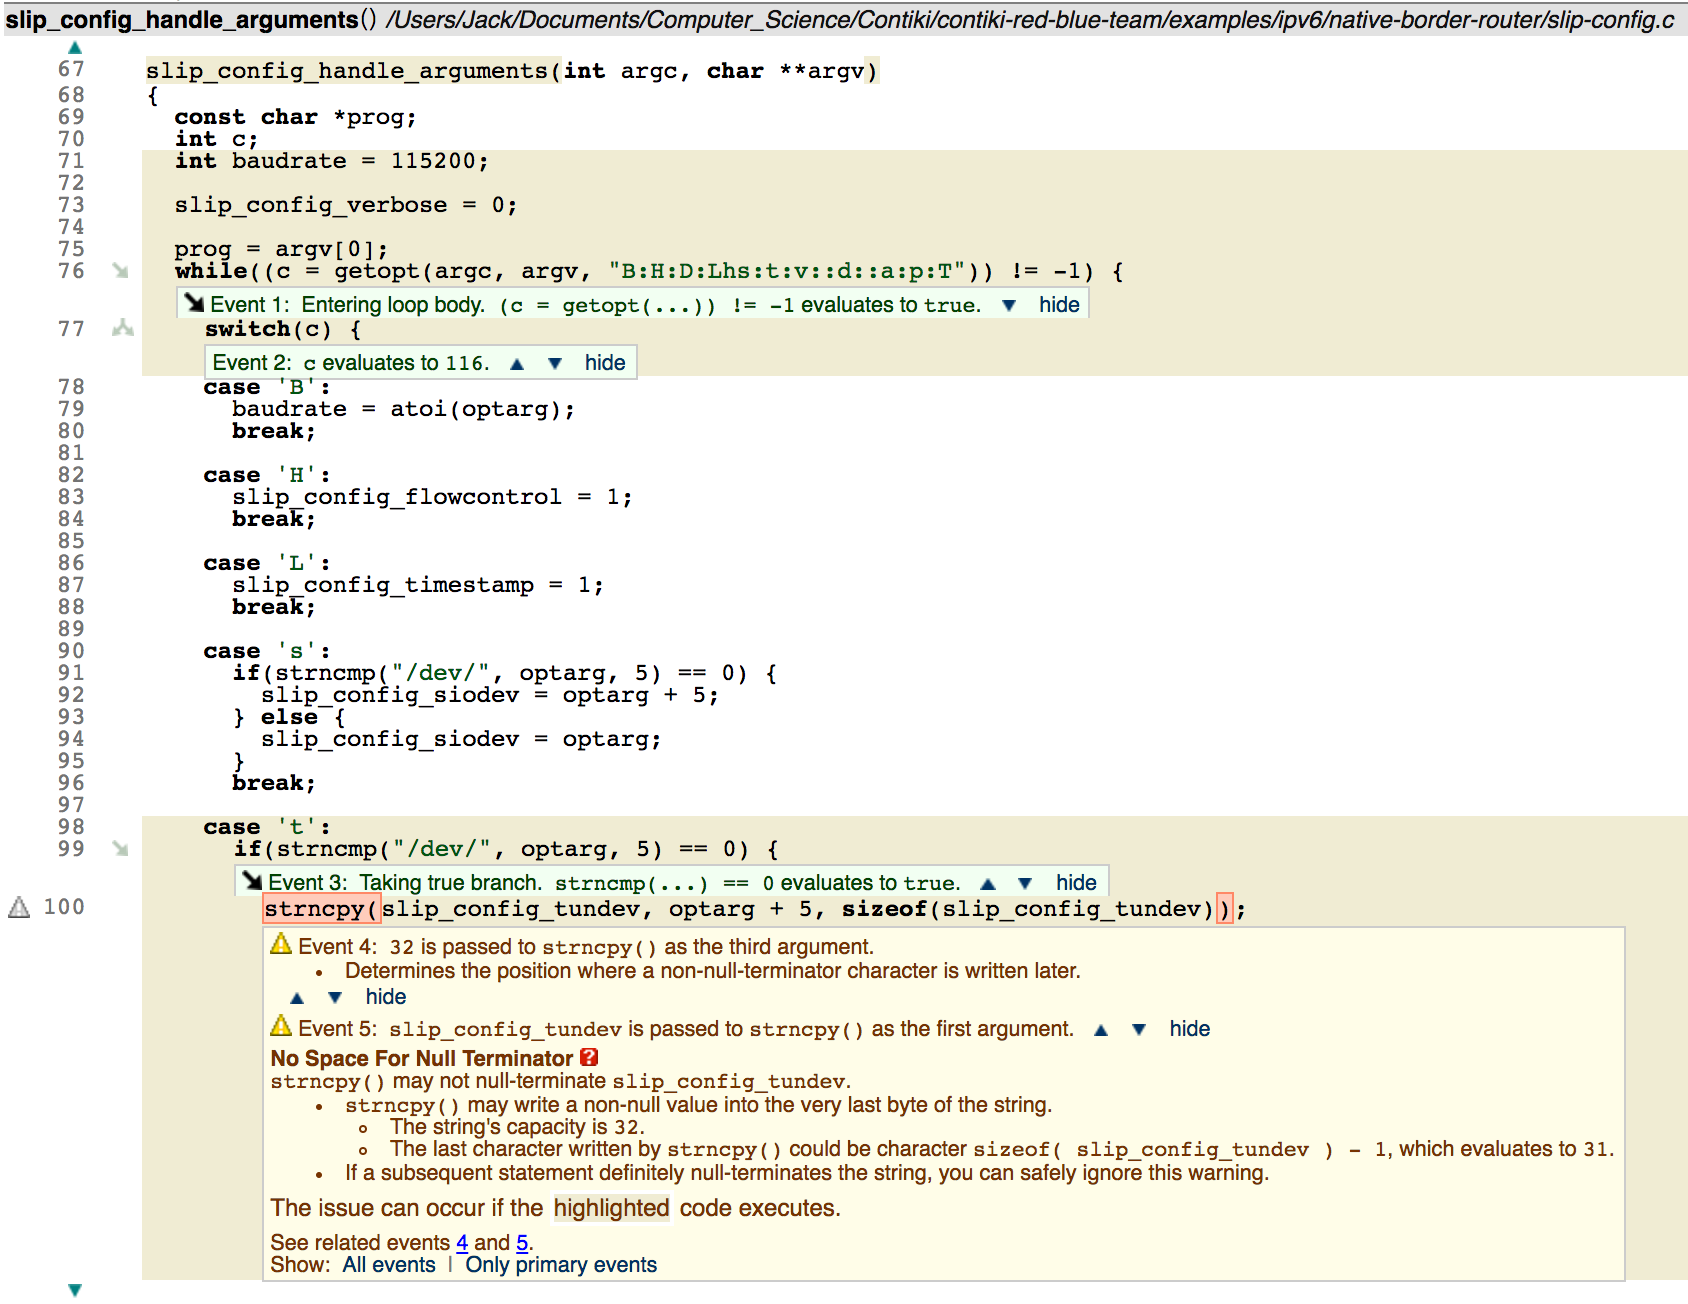 slip_config_handle_arguments() /Users/Jack/Documents/Computer_Science/Contiki/contiki-red-blue-team/examples/ipv6/native-border-router/slip-config.c
67 slip_config_handle_arguments(int argc, char **argv)
68 {
69 const char *prog;
70 int c;
71 int baudrate = 115200;
72
73 slip_config_verbose = 0;
74
75 prog = argv[0];
76 while((c = getopt(argc, argv, "B:H:D:Lhs:t:v::d::a:p:T")) != -1) {
Event 1: Entering loop body. (c = getopt(...)) != -1 evaluates to true. hide
77 switch(c) {
Event 2: c evaluates to 116. hide
78 case 'B':
79 baudrate = atoi(optarg);
80 break;
81
82 case 'H':
83 slip_config_flowcontrol = 1;
84 break;
85
86 case 'L':
87 slip_config_timestamp = 1;
88 break;
89
90 case 's':
91 if(strncmp("/dev/", optarg, 5) == 0) {
92 slip_config_siodev = optarg + 5;
93 } else {
94 slip_config_siodev = optarg;
95 }
96 break;
97
98 case 't':
99 if(strncmp("/dev/", optarg, 5) == 0) {
Event 3: Taking true branch. strncmp(...) == 0 evaluates to true. hide
100 strncpy(slip_config_tundev, optarg + 5, sizeof(slip_config_tundev));
Event 4: 32 is passed to strncpy() as the third argument.
• Determines the position where a non-null-terminator character is written later.
hide
Event 5: slip_config_tundev is passed to strncpy() as the first argument. hide
No Space For Null Terminator ?
strncpy() may not null-terminate slip_config_tundev.
• strncpy() may write a non-null value into the very last byte of the string.
○ The string's capacity is 32.
○ The last character written by strncpy() could be character sizeof( slip_config_tundev ) - 1, which evaluates to 31.
• If a subsequent statement definitely null-terminates the string, you can safely ignore this warning.
The issue can occur if the highlighted code executes.
See related events 4 and 5.
Show: All events | Only primary events